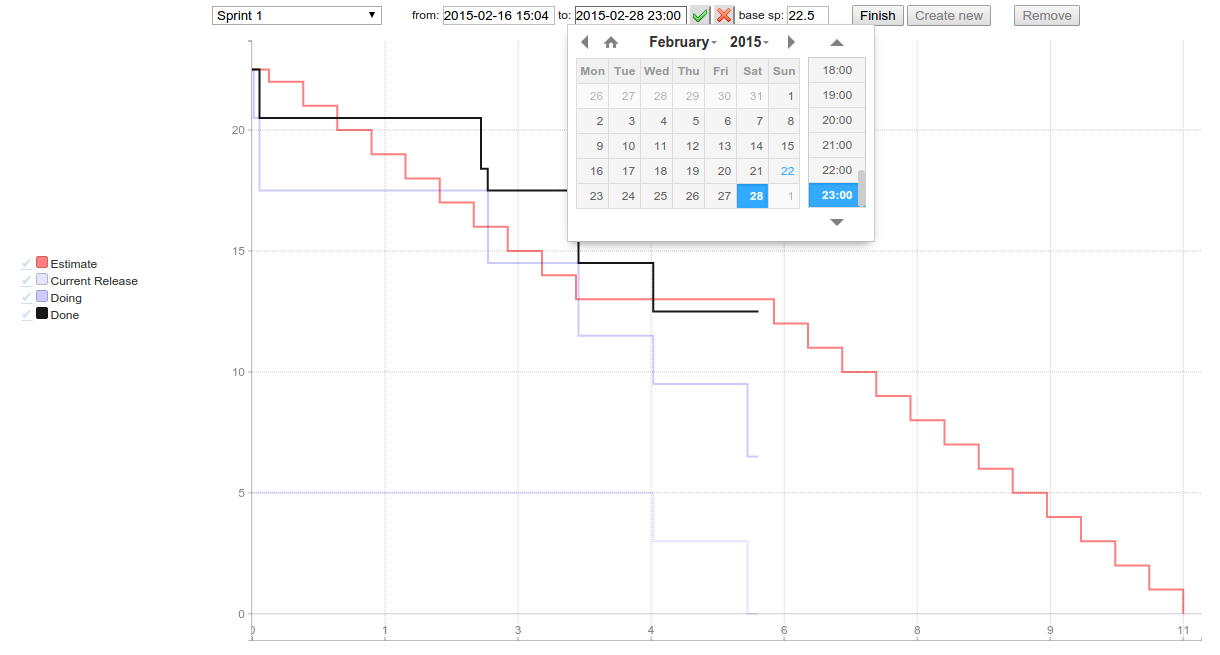 Sprint 1 from: 2015-02-16 15:04 to: 2015-02-28 23:00 base sp: 22.5 Finish Create new Remove
February 2015
Mon Tue Wed Thu Fri Sat Sun
26 27 28 29 30 31 1
2 3 4 5 6 7 8
9 10 11 12 13 14 15
16 17 18 19 20 21 22
23 24 25 26 27 28 1
18:00
19:00
20:00
21:00
22:00
23:00
Estimate
Current Release
Doing
Done
20
15
10
5
0
0 1 3 4 6 8 9 11